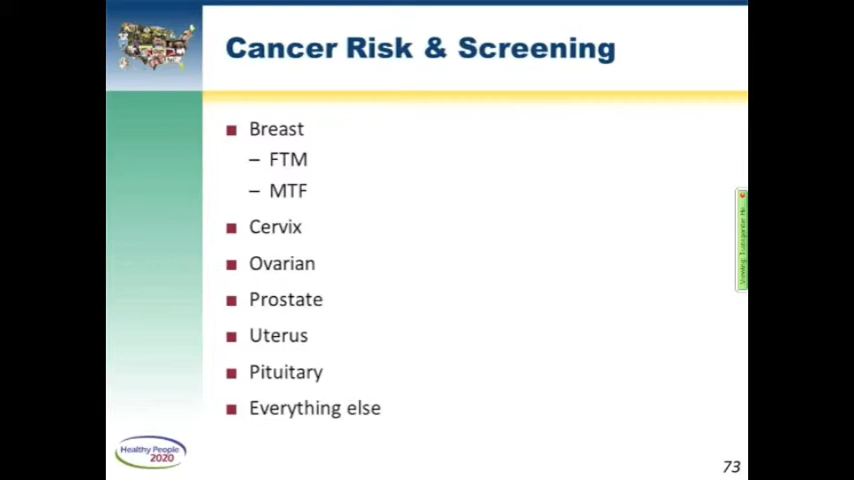 Cancer Risk & Screening
■ Breast
– FTM
– MTF
■ Cervix
■ Ovarian
■ Prostate
■ Uterus
■ Pituitary
■ Everything else
Healthy People
2020
73